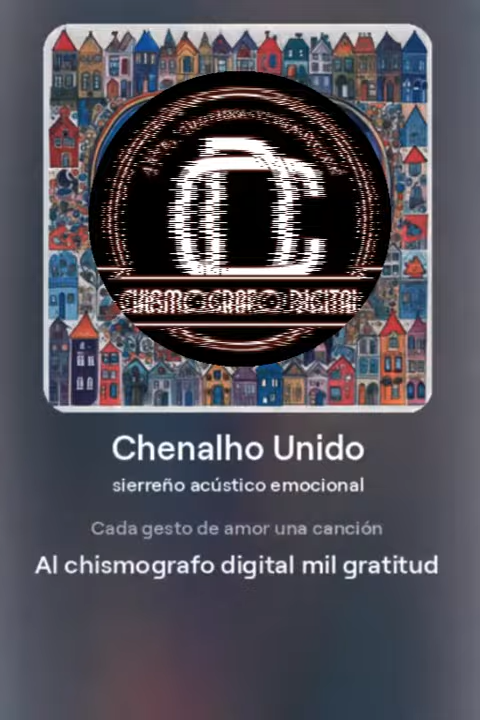 CHISMOGRAFO DIGITAL
Chenalho Unido
sierreño acústico emocional
Cada gesto de amor una canción
Al chismografo digital mil gratitud